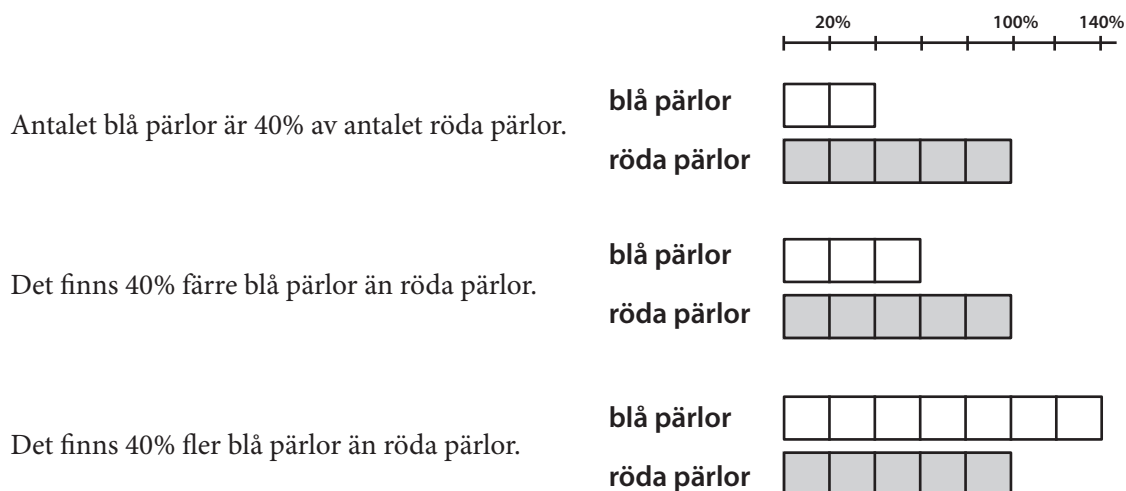 20% 100% 140%
blå pärlor
Antalet blå pärlor är 40% av antalet röda pärlor.
röda pärlor
blå pärlor
Det finns 40% färre blå pärlor än röda pärlor.
röda pärlor
blå pärlor
Det finns 40% fler blå pärlor än röda pärlor.
röda pärlor